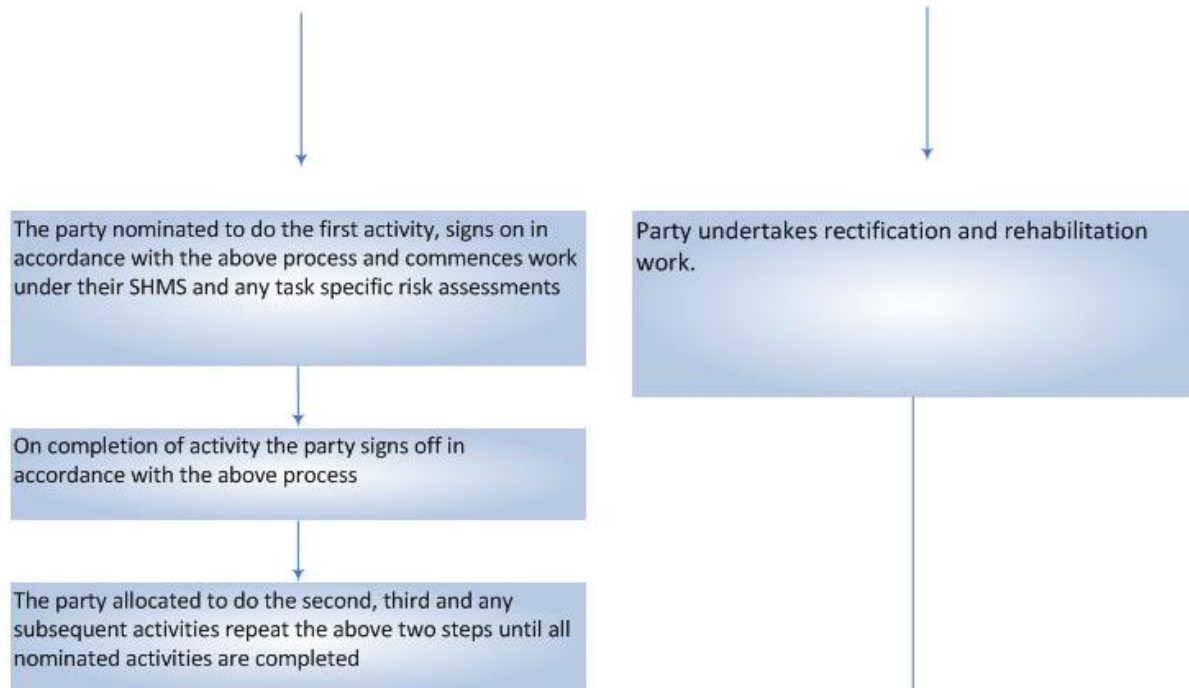 The party nominated to do the first activity, signs on in
accordance with the above process and commences work
under their SHMS and any task specific risk assessments
On completion of activity the party signs off in
accordance with the above process
The party allocated to do the second, third and any
subsequent activities repeat the above two steps until all
nominated activities are completed
Party undertakes rectification and rehabilitation
work.